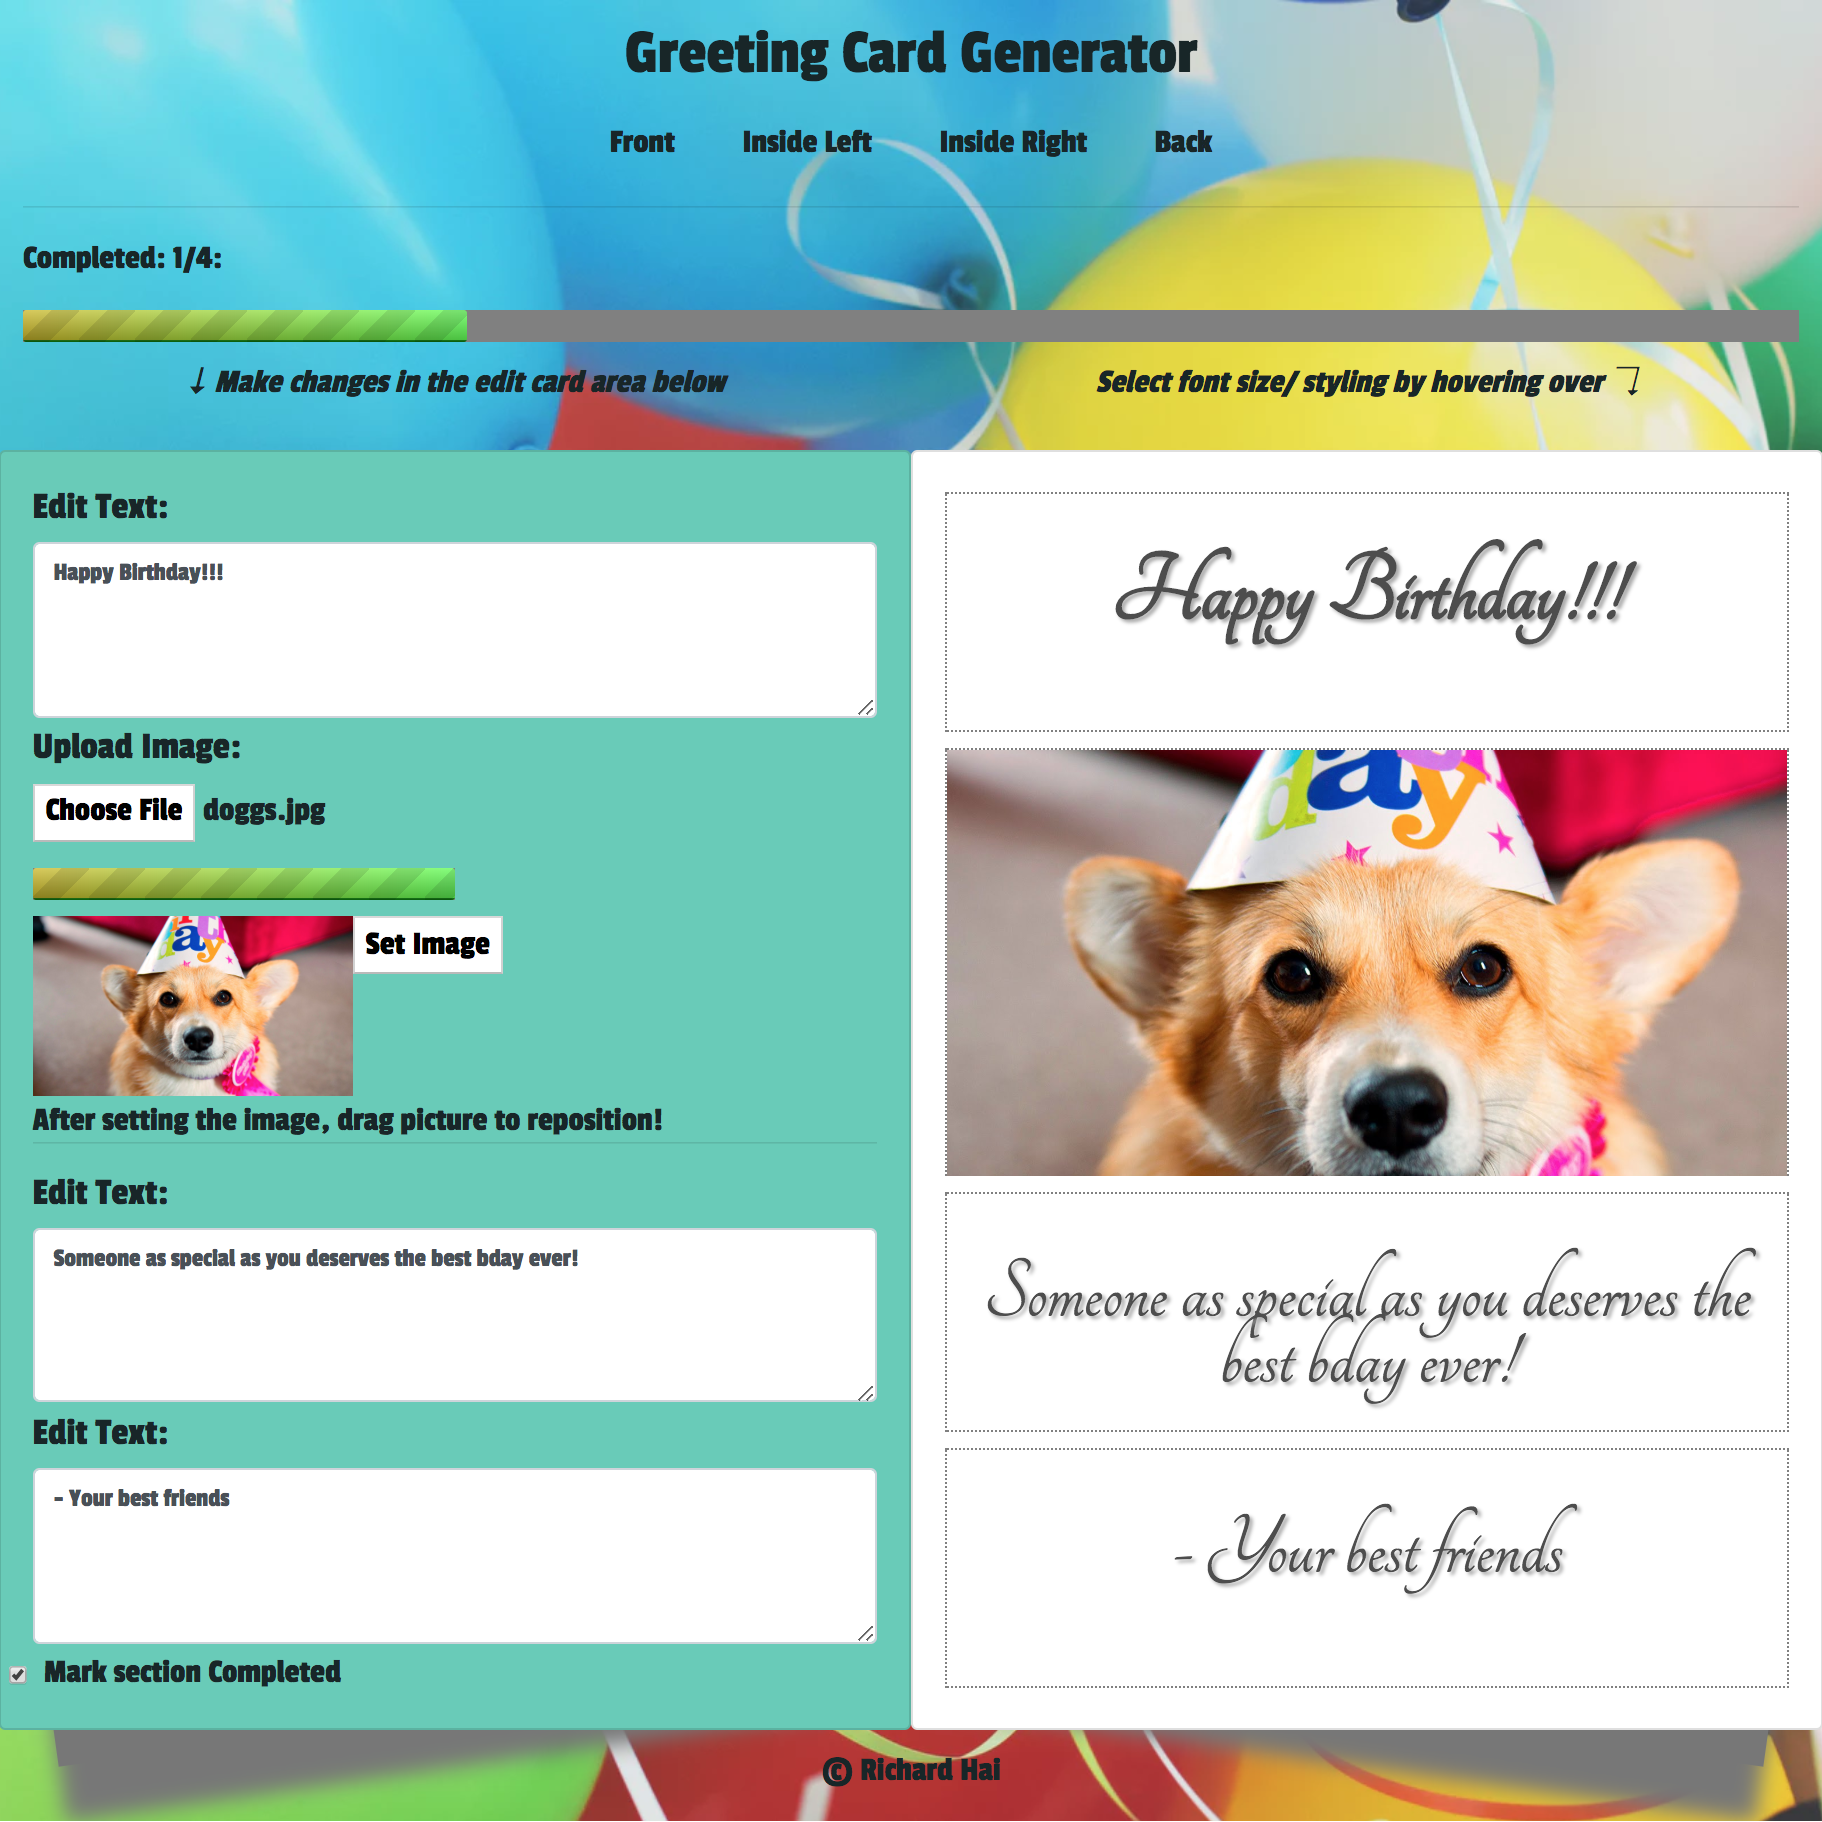 Greeting Card Generator
Front Inside Left Inside Right Back
Completed: 1/4:
↓ Make changes in the edit card area below
Select font size/ styling by hovering over ⤵
Edit Text:
Happy Birthday!!!
Upload Image:
Choose File doggs.jpg
Set Image
After setting the image, drag picture to reposition!
Edit Text:
Someone as special as you deserves the best bday ever!
Edit Text:
- Your best friends
Mark section Completed
Happy Birthday!!!
day
Someone as special as you deserves the
best bday ever!
- Your best friends
© Richard Hai